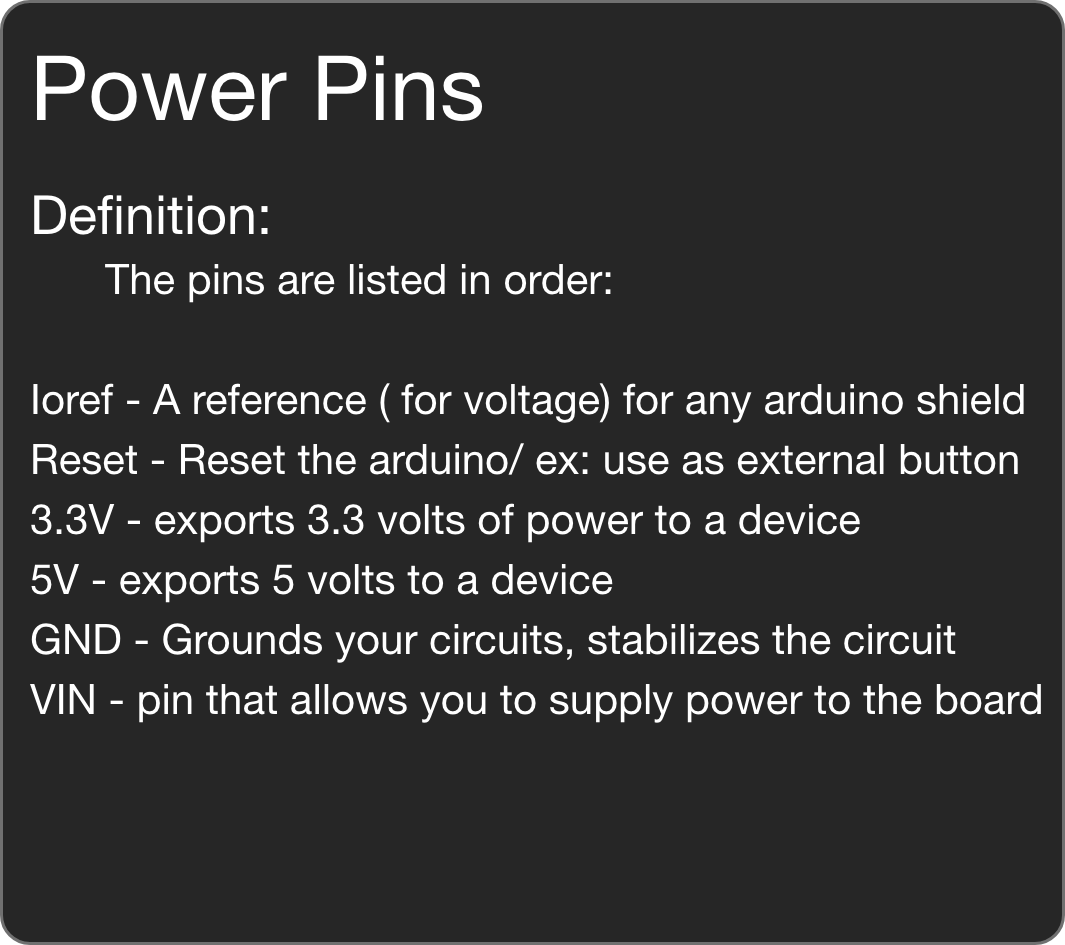 Power Pins
Definition:
The pins are listed in order:
Ioref - A reference ( for voltage) for any arduino shield
Reset - Reset the arduino/ ex: use as external button
3.3V - exports 3.3 volts of power to a device
5V - exports 5 volts to a device
GND - Grounds your circuits, stabilizes the circuit
VIN - pin that allows you to supply power to the board